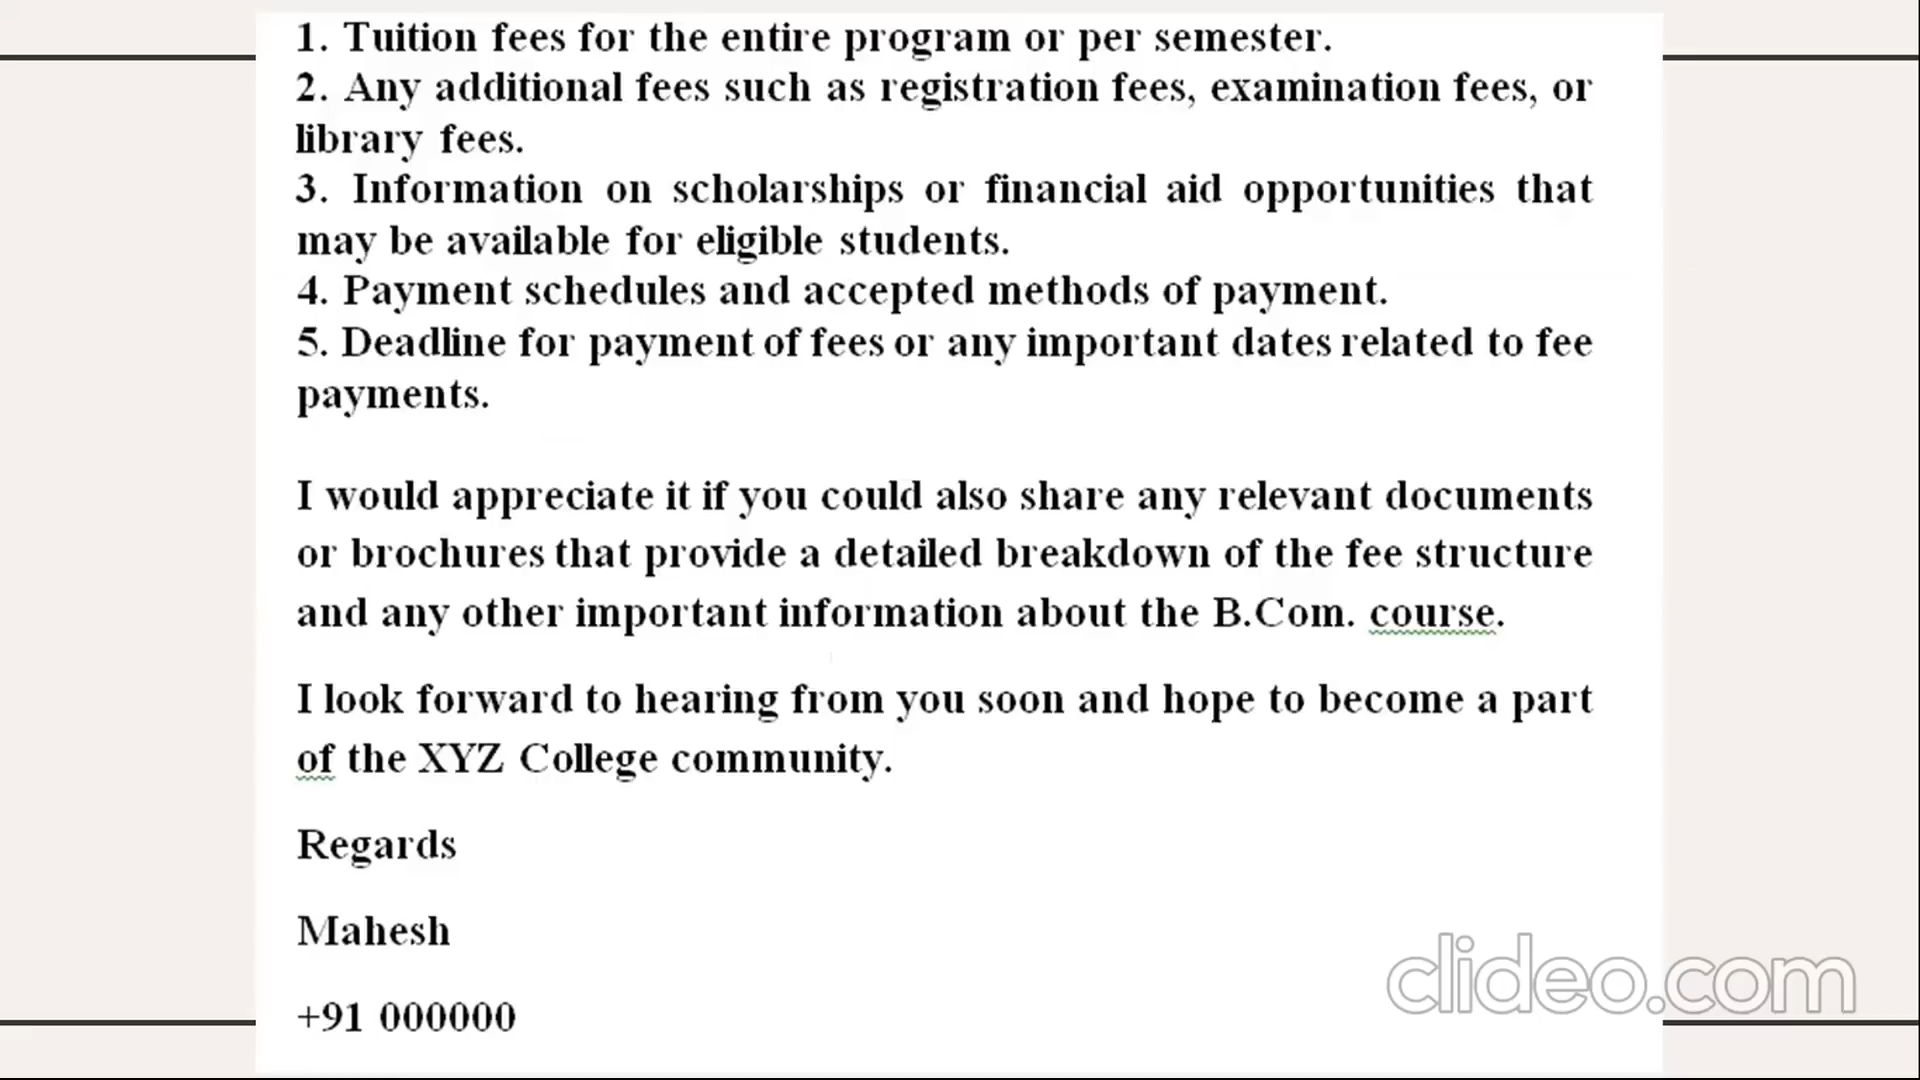 1. Tuition fees for the entire program or per semester.
2. Any additional fees such as registration fees, examination fees, or
library fees.
3. Information on scholarships or financial aid opportunities that
may be available for eligible students.
4. Payment schedules and accepted methods of payment.
5. Deadline for payment of fees or any important dates related to fee
payments.
I would appreciate it if you could also share any relevant documents
or brochures that provide a detailed breakdown of the fee structure
and any other important information about the B.Com. course.
I look forward to hearing from you soon and hope to become a part
of the XYZ College community.
Regards
Mahesh
+91 000000
clideo.com